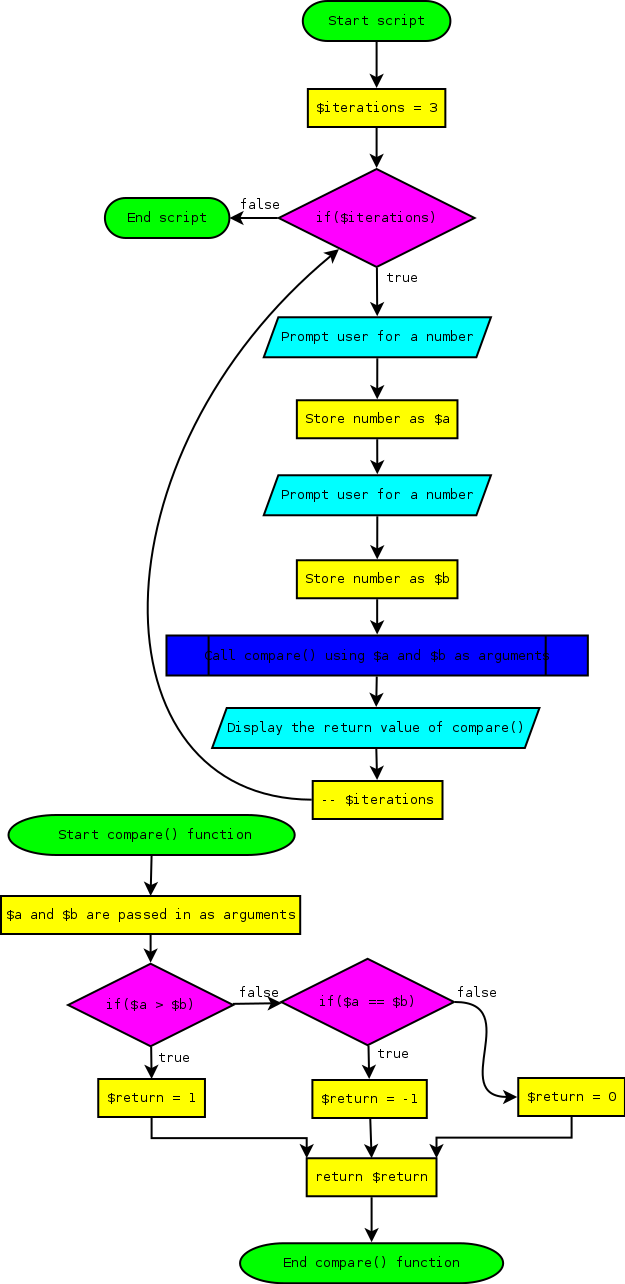 Start script
$iterations = 3
if($iterations)
false
End script
true
Prompt user for a number
Store number as $a
Prompt user for a number
Store number as $b
Call compare() using $a and $b as arguments
Display the return value of compare()
-- $iterations
Start compare() function
$a and $b are passed in as arguments
if($a > $b)
false
if($a == $b)
false
true
true
$return = 1
$return = -1
$return = 0
return $return
End compare() function